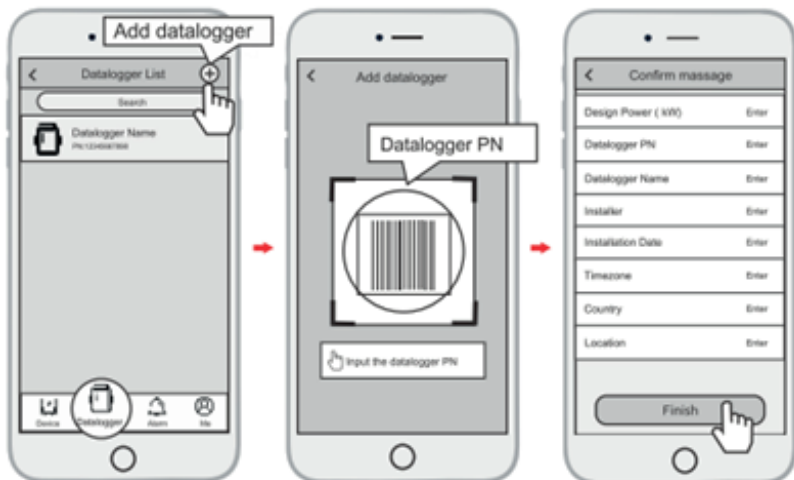 Add datalogger
Datalogger List
Search
Datalogger Name
Device
Datalogger
Alarm
Me
Add datalogger
Datalogger PN
Input the datalogger PN
Confirm massage
Design Power ( kW) Enter
Datalogger PN Enter
Datalogger Name Enter
Installer Enter
Installation Date Enter
Timezone Enter
Country Enter
Location Enter
Finish